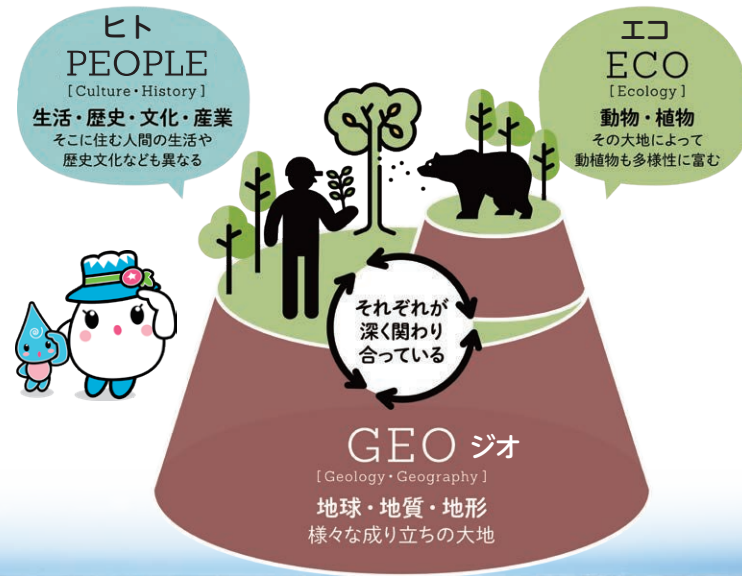 ヒト
PEOPLE
[Culture・History]
生活・歴史・文化・産業
そこに住む人間の生活や
歴史文化なども異なる
エコ
ECO
[Ecology]
動物・植物
その大地によって
動植物も多様性に富む
それぞれが
深く関わり
合っている
GEO ジオ
[Geology・Geography]
地球・地質・地形
様々な成り立ちの大地